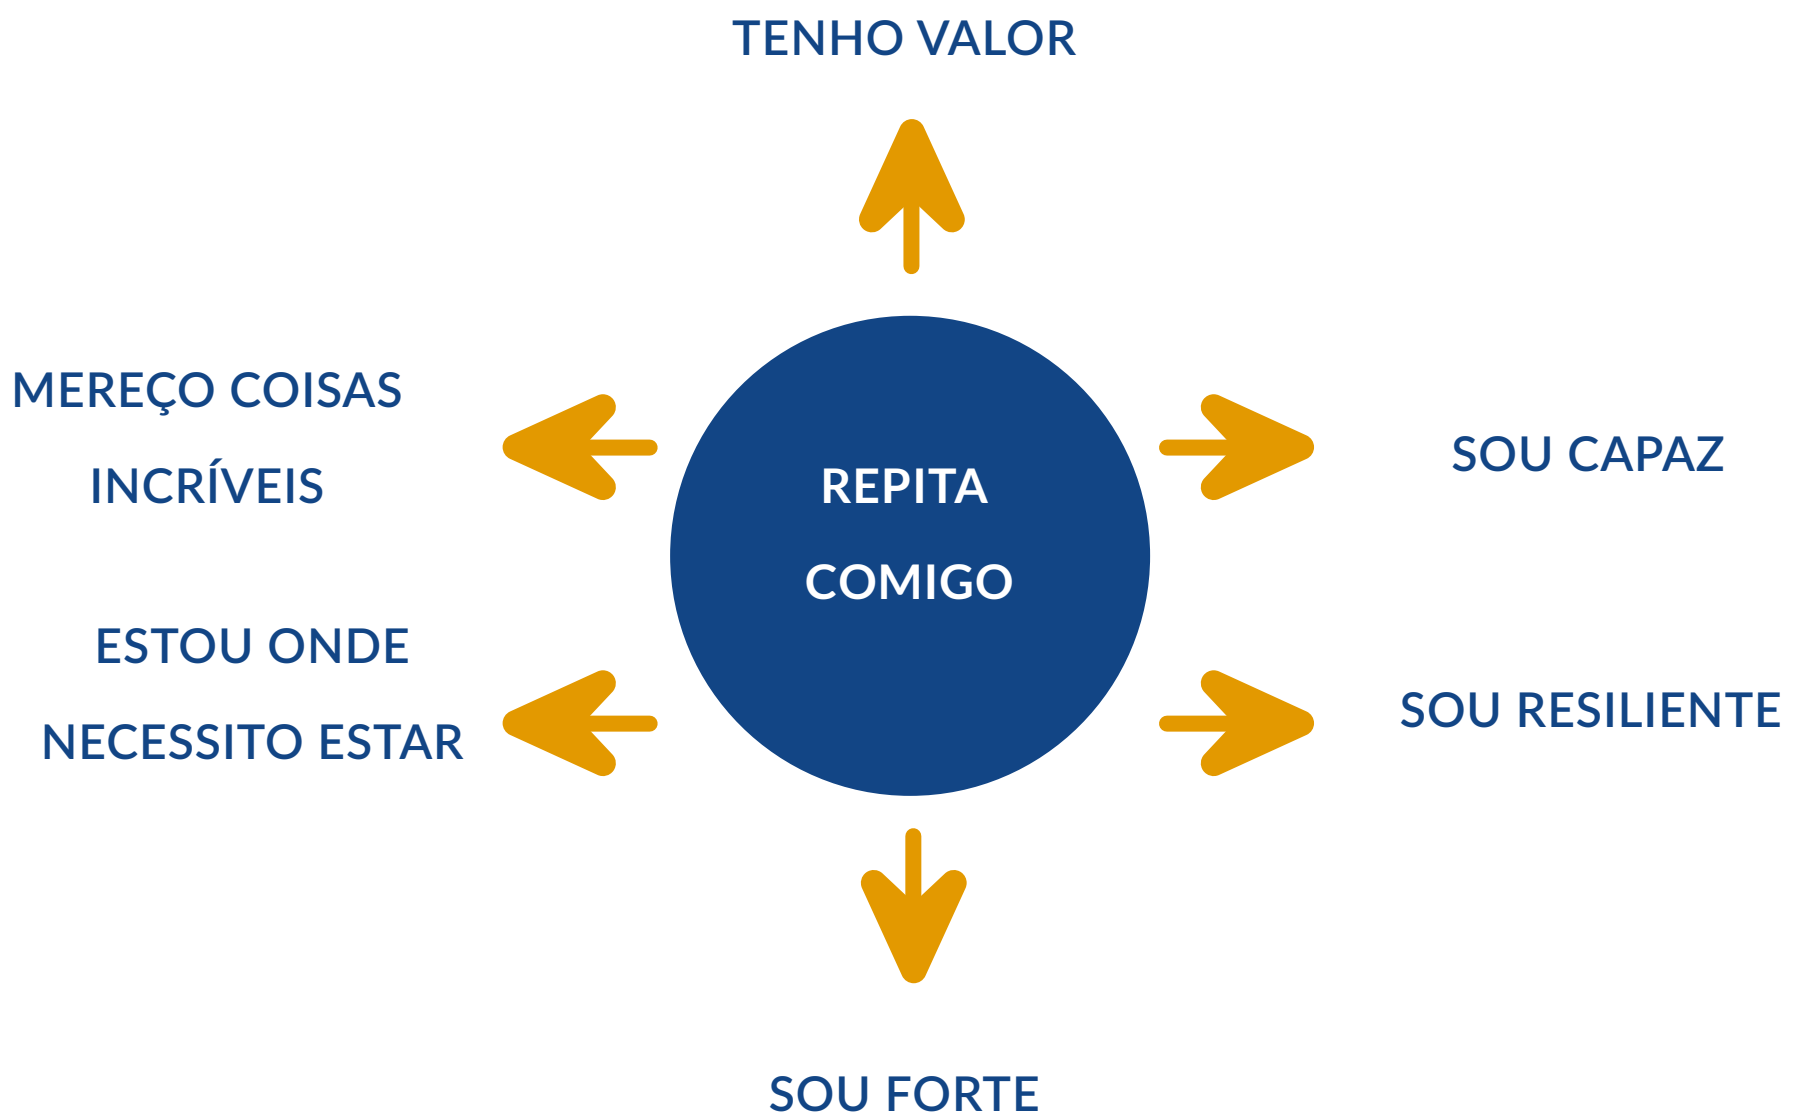 TENHO VALOR
MEREÇO COISAS
INCRÍVEIS
REPITA
COMIGO
SOU CAPAZ
ESTOU ONDE
NECESSITO ESTAR
SOU RESILIENTE
SOU FORTE